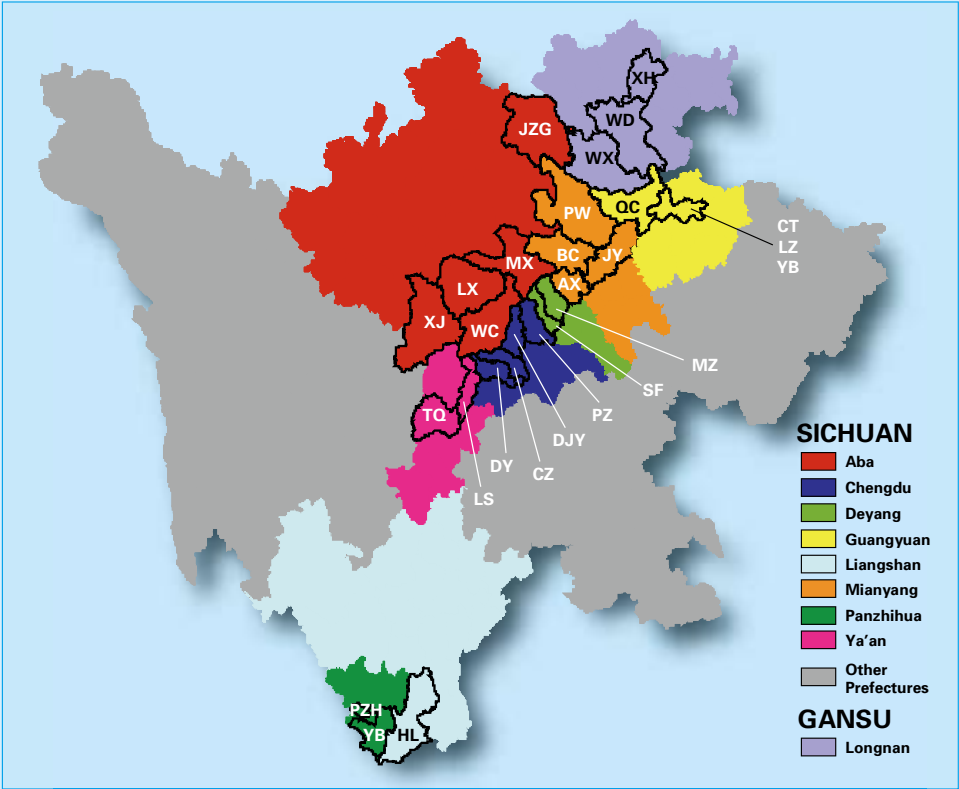 XH
WD
JZG
WX
QC
PW
CT
LZ
YB
BC
JY
MX
AX
LX
XJ
WC
MZ
SF
PZ
TQ
DJY
DY
CZ
LS
SICHUAN
Aba
Chengdu
Deyang
Guangyuan
Liangshan
Mianyang
Panzhihua
Ya'an
Other
Prefectures
GANSU
Longnan
PZH
YB
HL